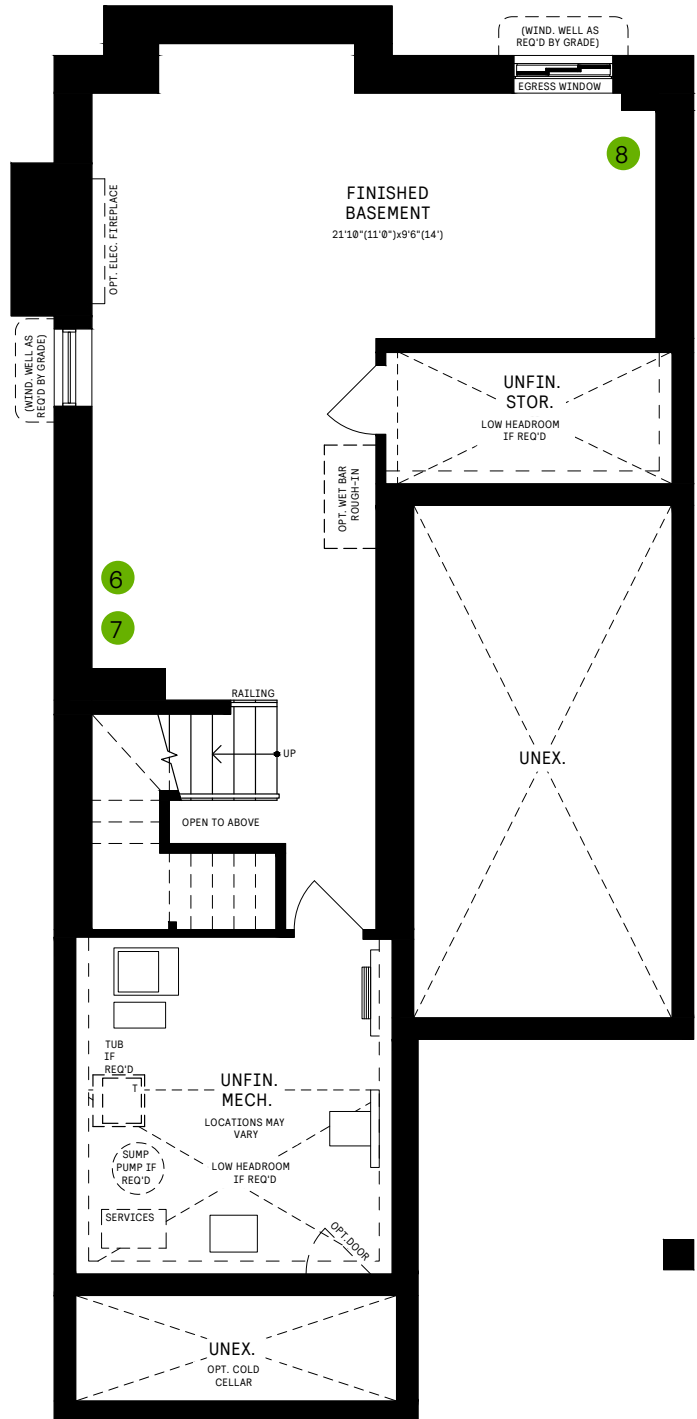 (WIND. WELL AS
REQ'D BY GRADE)
EGRESS WINDOW
8
FINISHED
BASEMENT
21'10"(11'0")x9'6"(14')
OPT. ELEC. FIREPLACE
(WIND. WELL AS
REQ'D BY GRADE)
UNFIN.
STOR.
LOW HEADROOM
IF REQ'D
OPT. WET BAR
ROUGH-IN
6
7
RAILING
UP
UNEX.
OPEN TO ABOVE
TUB
IF
REQ'D
T
UNFIN.
MECH.
LOCATIONS MAY
VARY
SUMP
PUMP IF
REQ'D
LOW HEADROOM
IF REQ'D
SERVICES
OPT.DOOR
UNEX.
OPT. COLD
CELLAR